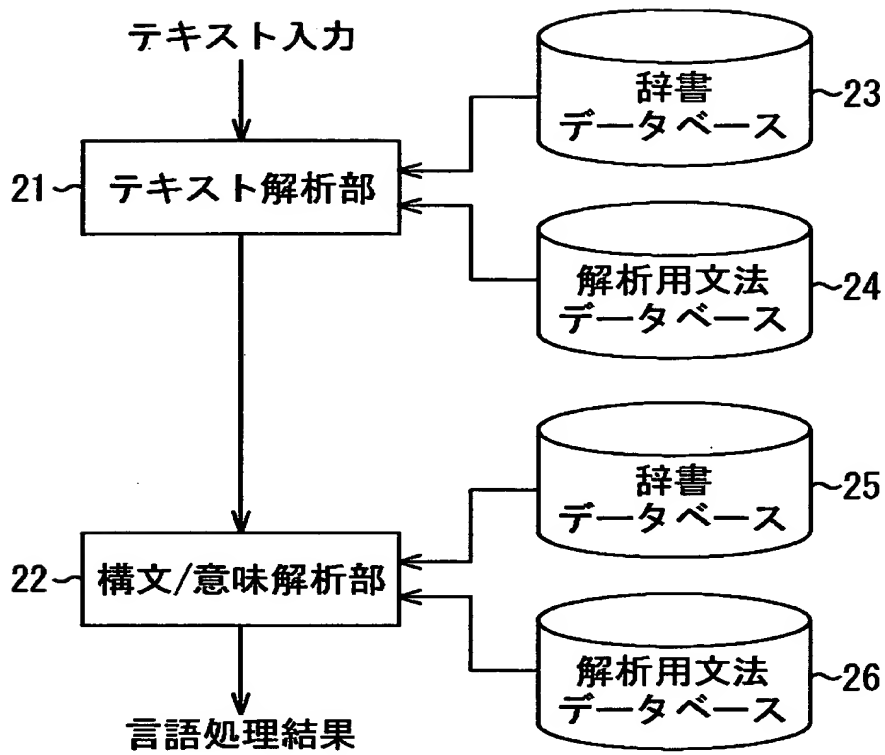 テキスト入力
辞書
データベース
23
21
テキスト解析部
解析用文法
データベース
24
辞書
データベース
25
22
構文/意味解析部
解析用文法
データベース
26
言語処理結果